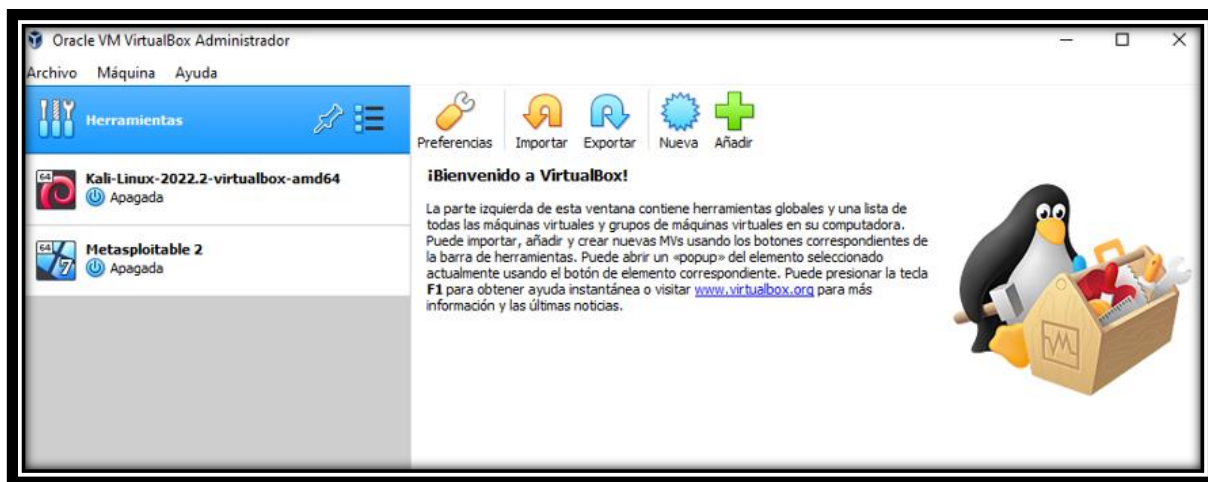 Oracle VM VirtualBox Administrador
Archivo Máquina Ayuda
Herramientas
Preferencias Importar Exportar Nueva Añadir
64
Kali-Linux-2022.2-virtualbox-amd64
Apagada
64
7
Metasploitable 2
Apagada
¡Bienvenido a VirtualBox!
La parte izquierda de esta ventana contiene herramientas globales y una lista de
todas las máquinas virtuales y grupos de máquinas virtuales en su computadora.
Puede importar, añadir y crear nuevas MVs usando los botones correspondientes de
la barra de herramientas. Puede abrir un «popup» del elemento seleccionado
actualmente usando el botón de elemento correspondiente. Puede presionar la tecla
F1 para obtener ayuda instantánea o visitar www.virtualbox.org para más
información y las últimas noticias.